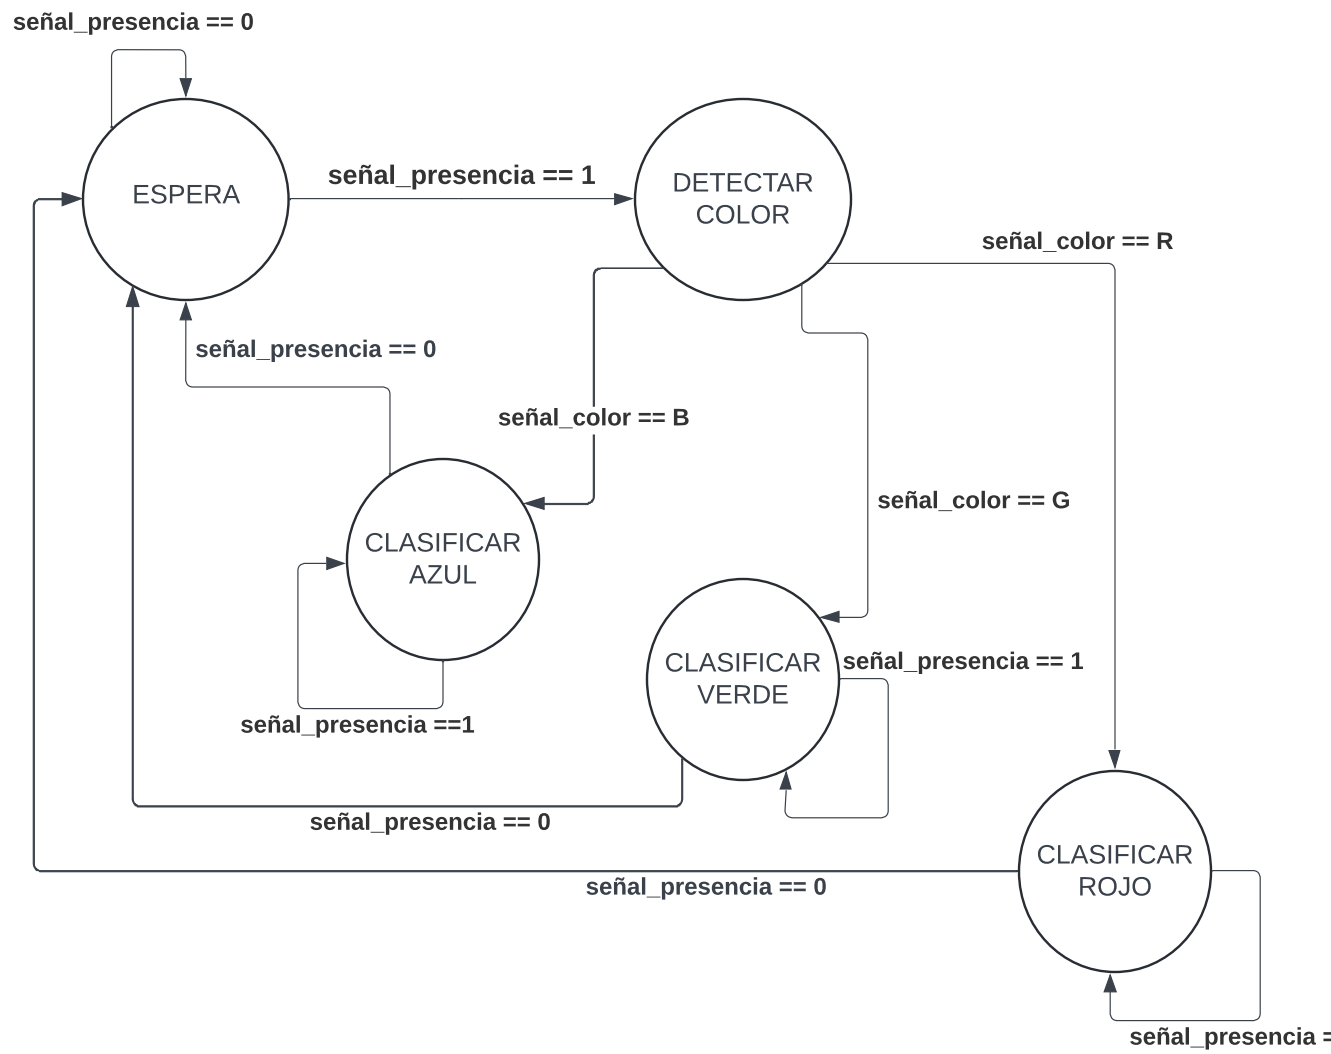 señal_presencia == 0
ESPERA
señal_presencia == 1
DETECTAR
COLOR
señal_color == R
señal_presencia == 0
señal_color == B
señal_color == G
CLASIFICAR
AZUL
señal_presencia ==1
CLASIFICAR
VERDE
señal_presencia == 1
señal_presencia == 0
CLASIFICAR
ROJO
señal_presencia == 0
señal_presencia =